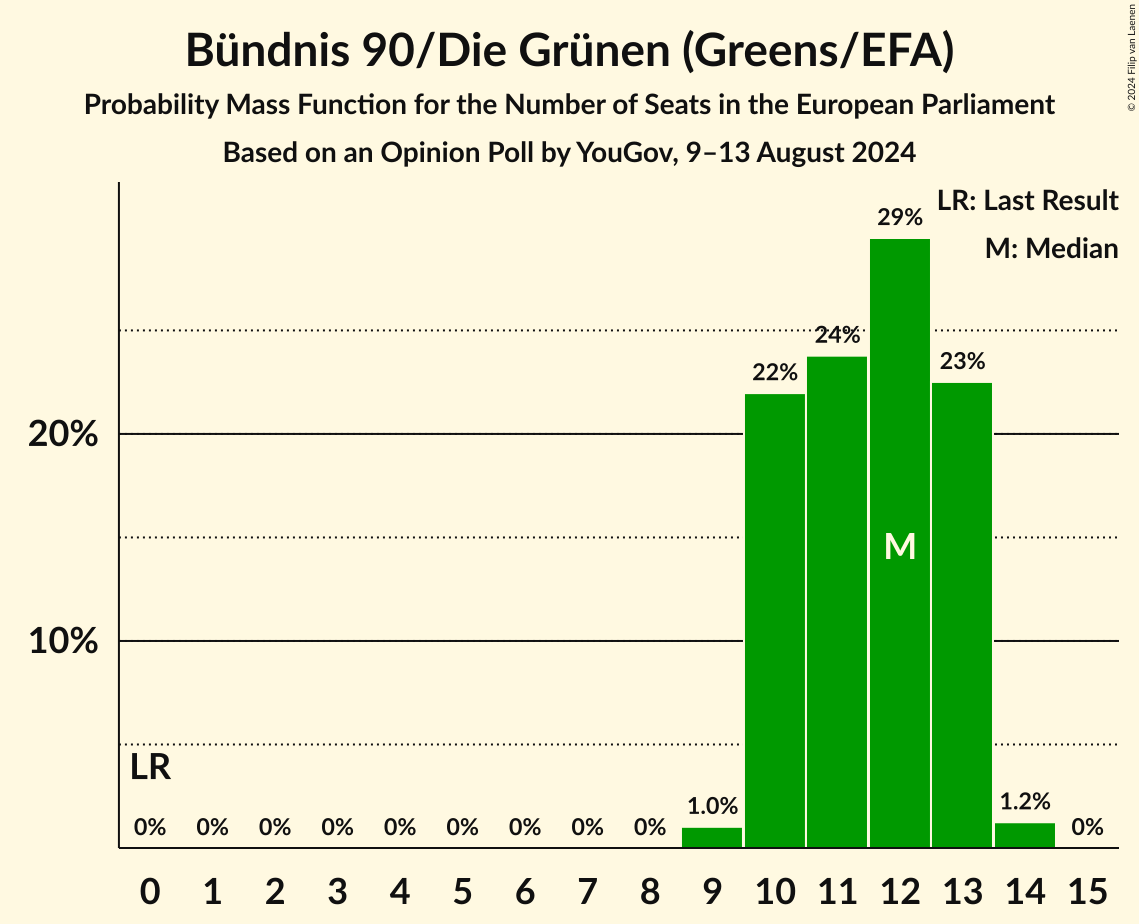 Bündnis 90/Die Grünen (Greens/EFA)
Probability Mass Function for the Number of Seats in the European Parliament
Based on an Opinion Poll by YouGov, 9–13 August 2024
© 2024 Filip van Laenen
LR: Last Result
M: Median
29%
24%
23%
22%
20%
M
10%
LR
1.0%
1.2%
0% 0% 0% 0% 0% 0% 0% 0% 0% 0%
0 1 2 3 4 5 6 7 8 9 10 11 12 13 14 15